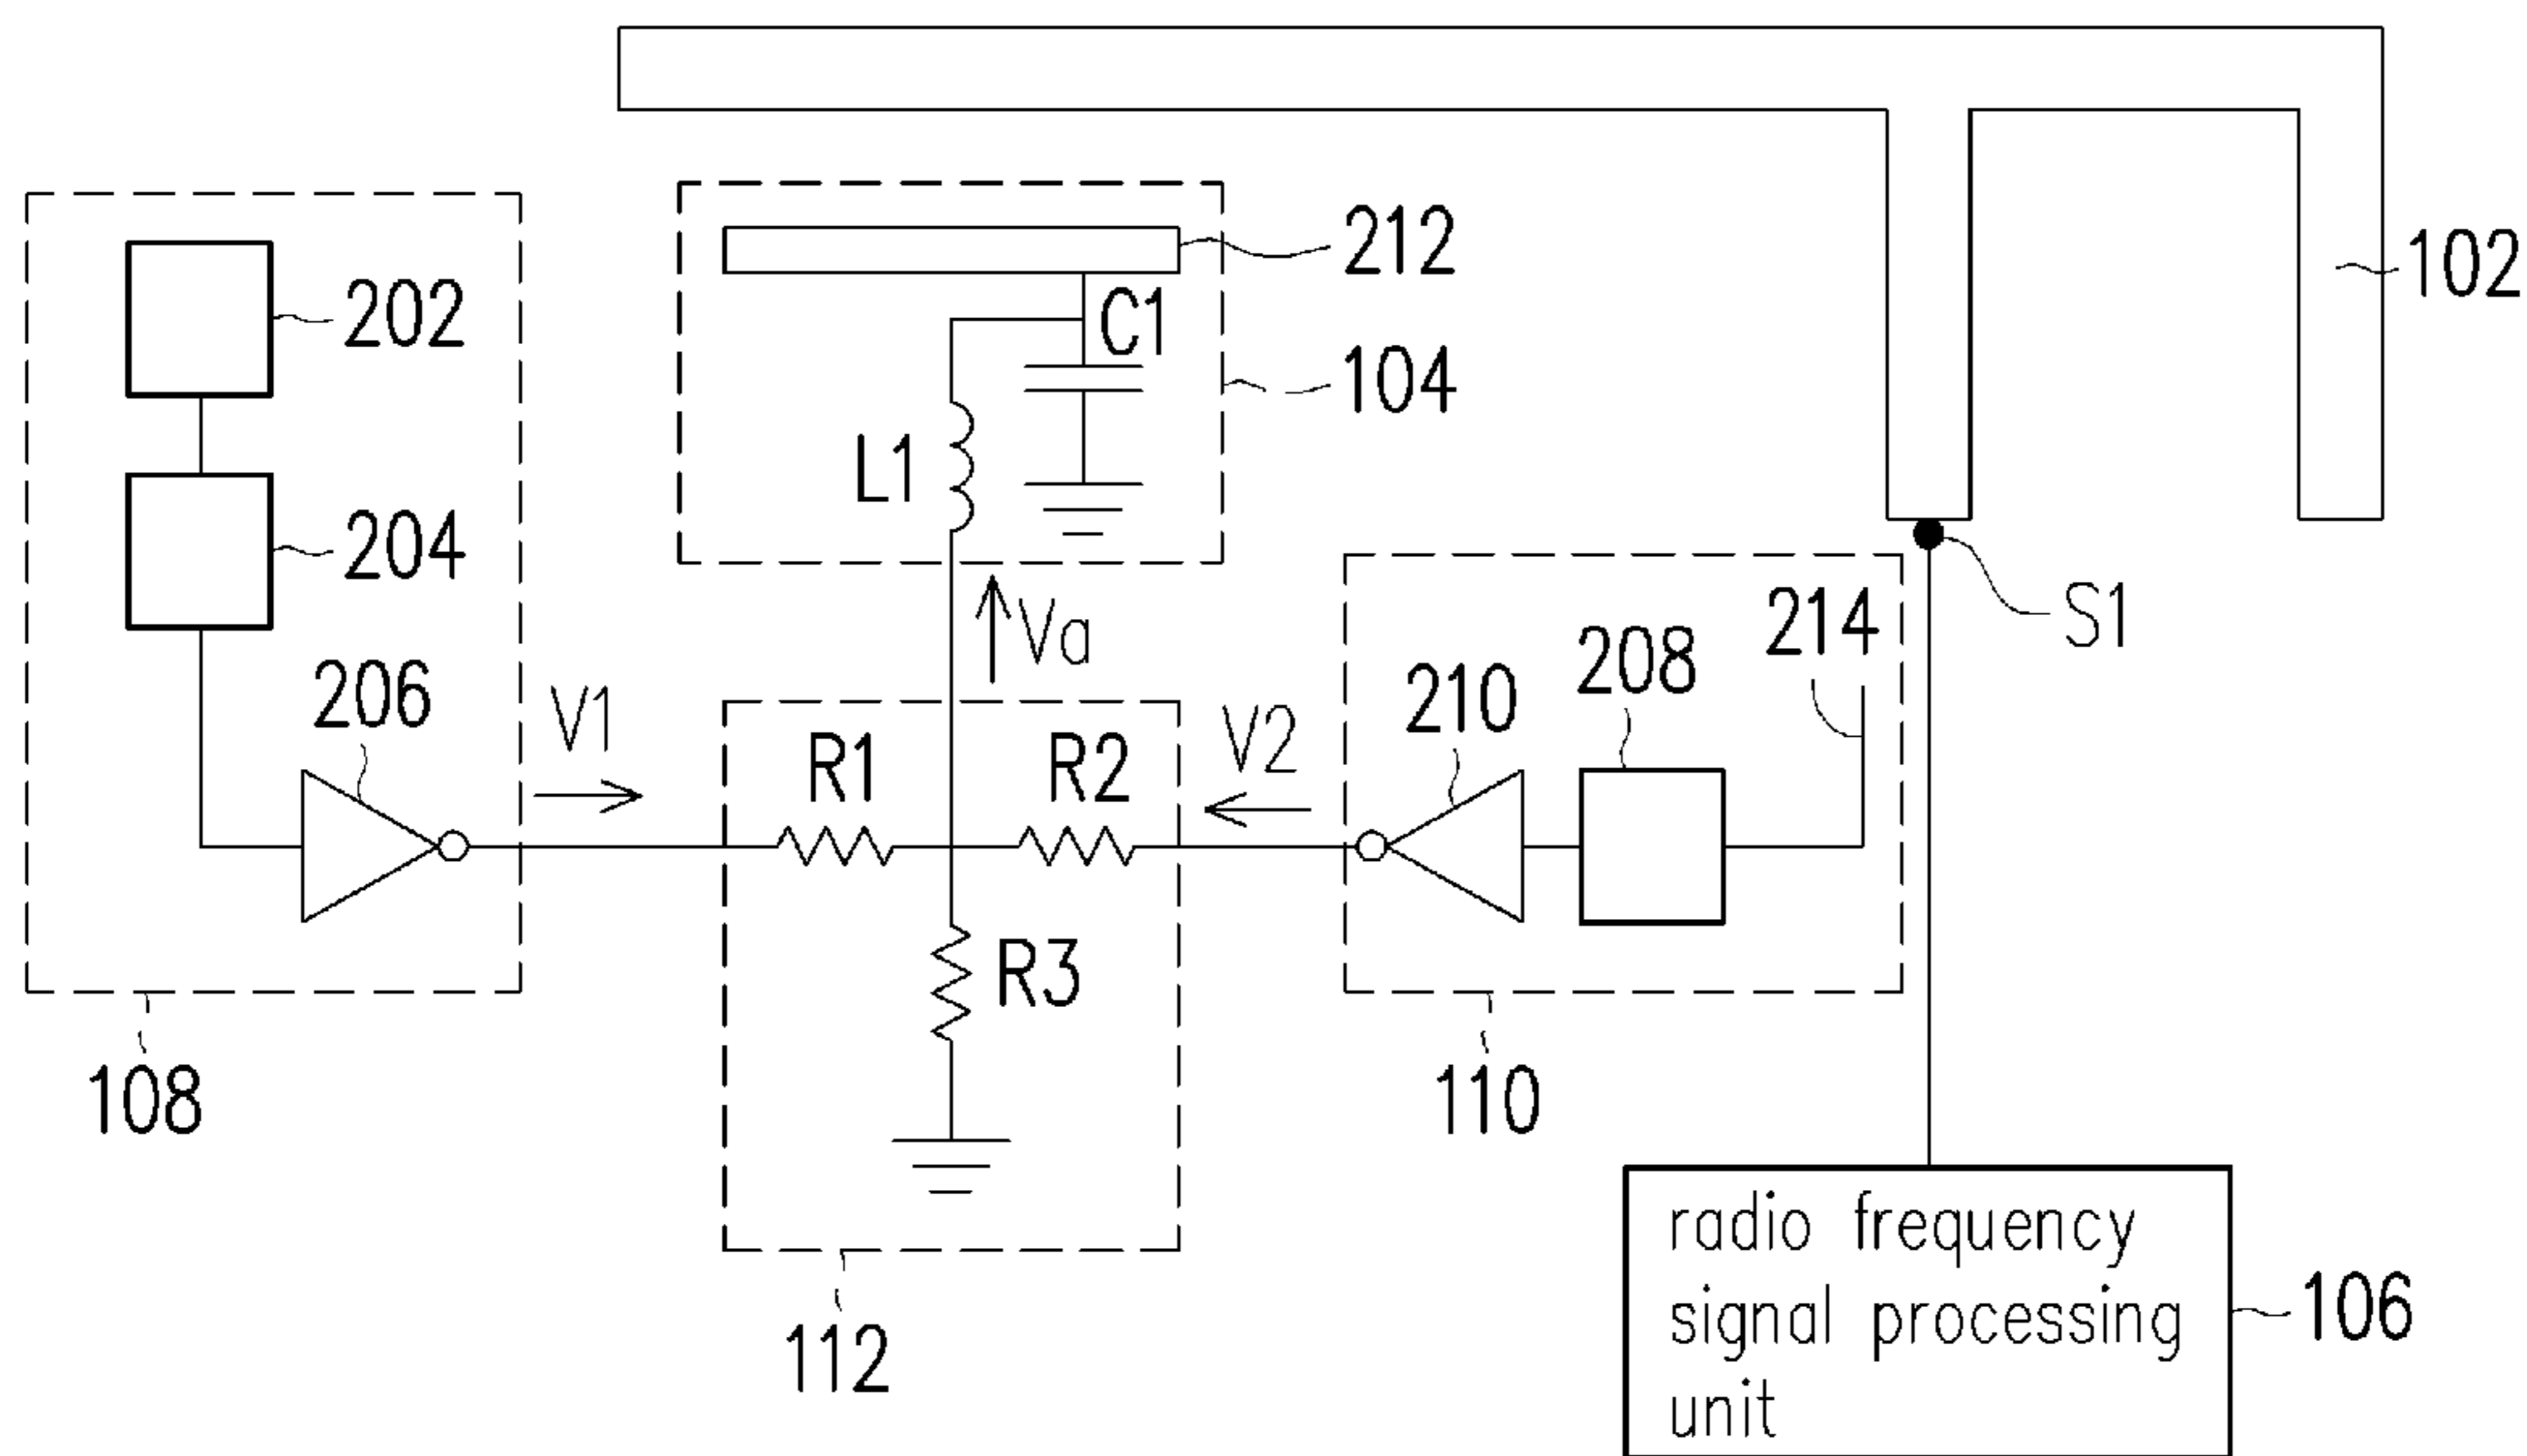 212
102
202
C1
104
L1
204
S1
Va
214
208
210
206
V1
V2
R1
R2
R3
108
110
radio frequency
signal processing
unit
106
112